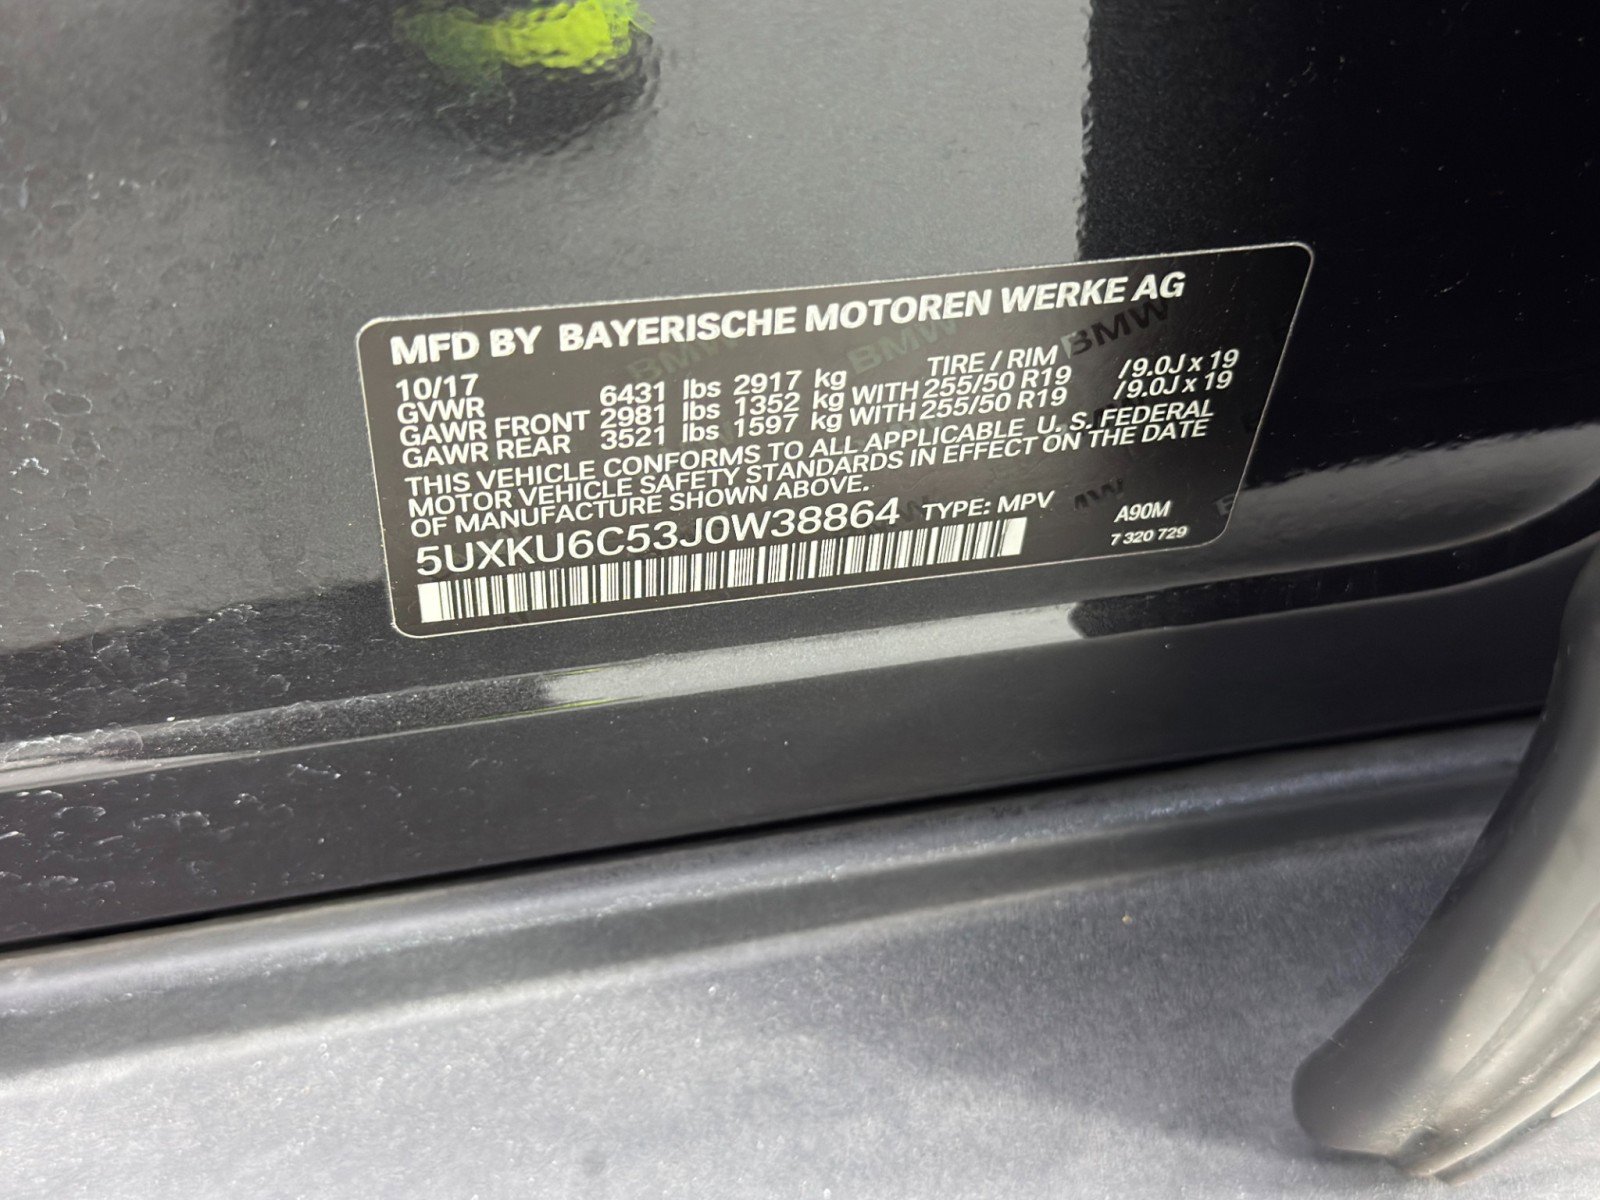 MFD BY BAYERISCHE MOTOREN WERKE AG
10/17 TIRE / RIM
GVWR 6431 lbs 2917 kg
GAWR FRONT 2981 lbs 1352 kg WITH 255/50 R19 /9.0J x 19
GAWR REAR 3521 lbs 1597 kg WITH 255/50 R19 /9.0J x 19
THIS VEHICLE CONFORMS TO ALL APPLICABLE U. S. FEDERAL
MOTOR VEHICLE SAFETY STANDARDS IN EFFECT ON THE DATE
OF MANUFACTURE SHOWN ABOVE.
5UXKU6C53J0W38864 TYPE: MPV A90M
7 320 729